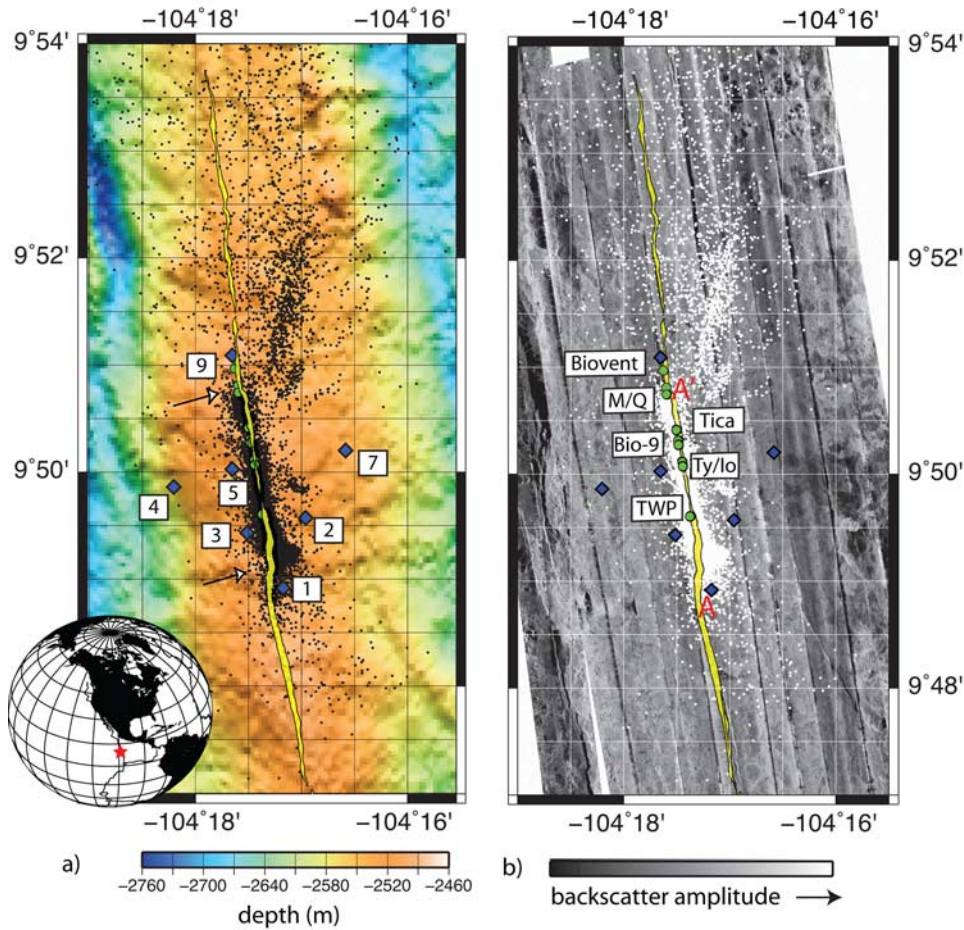 −104˚18' −104˚16' −104˚18' −104˚16'
9˚54' 9˚54'
9˚52' 9˚52'
9˚50' 9˚50'
9˚48'
9
7
5
4
3
2
1
Biovent
A'
M/Q
Tica
Bio-9
Ty/Io
TWP
A
−104˚18' −104˚16' −104˚18' −104˚16'
a)
−2760 −2700 −2640 −2580 −2520 −2460
depth (m)
b)
backscatter amplitude